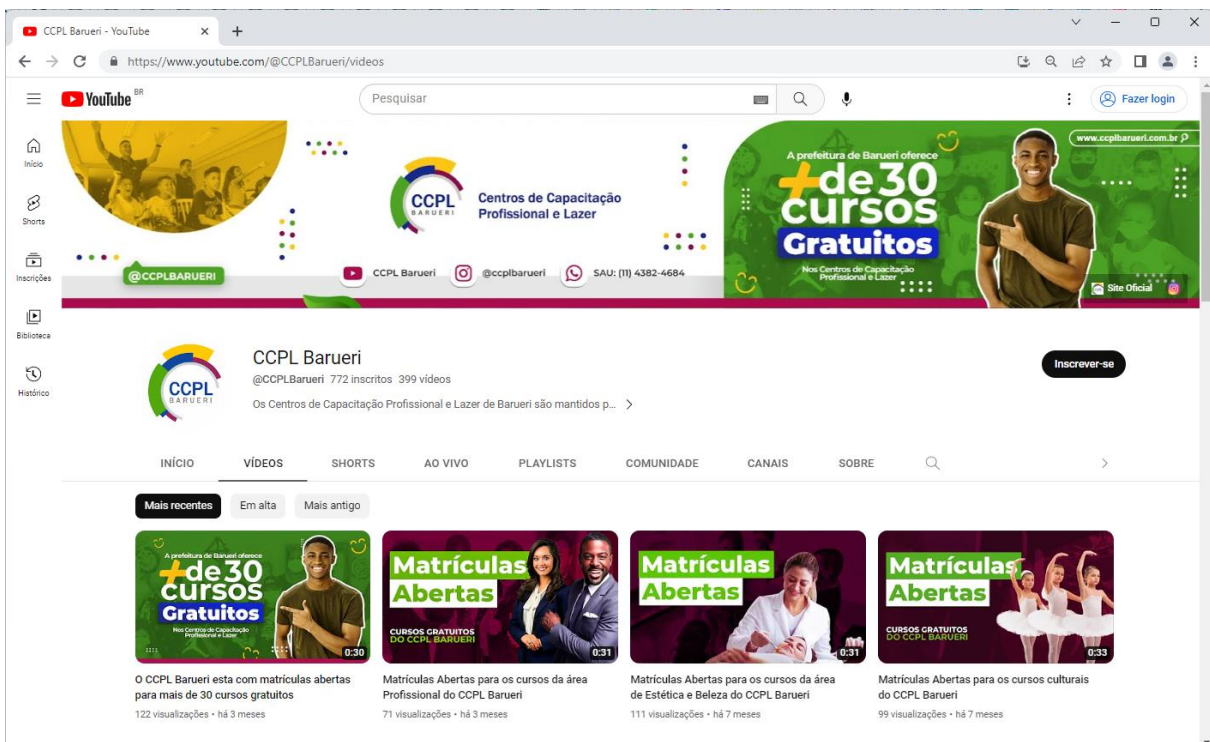 CCPL Barueri - YouTube
https://www.youtube.com/@CCPLBarueri/videos
YouTube BR
Pesquisar
Fazer login
Início
Shorts
Inscrições
Biblioteca
Histórico
@CCPLBARUERI
CCPL
BARUERI
Centros de Capacitação
Profissional e Lazer
CCPL Barueri
@ccplbarueri
SAU: (11) 4382-4684
A prefeitura de Barueri oferece
+de 30
cursos
Gratuitos
Nos Centros de Capacitação
Profissional e Lazer
www.ccplbarueri.com.br
Site Oficial
CCPL
BARUERI
CCPL Barueri
@CCPLBarueri 772 inscritos 399 vídeos
Os Centros de Capacitação Profissional e Lazer de Barueri são mantidos p...
Inscrever-se
INÍCIO VÍDEOS SHORTS AO VIVO PLAYLISTS COMUNIDADE CANAIS SOBRE
Mais recentes Em alta Mais antigo
A prefeitura de Barueri oferece
+de 30
cursos
Gratuitos
Nos Centros de Capacitação
Profissional e Lazer
0:30
O CCPL Barueri esta com matrículas abertas
para mais de 30 cursos gratuitos
122 visualizações • há 3 meses
Matrículas
Abertas
CURSOS GRATUITOS
DO CCPL BARUERI
0:31
Matrículas Abertas para os cursos da área
Profissional do CCPL Barueri
71 visualizações • há 3 meses
Matrículas
Abertas
0:31
Matrículas Abertas para os cursos da área
de Estética e Beleza do CCPL Barueri
111 visualizações • há 7 meses
Matrículas
Abertas
CURSOS GRATUITOS
DO CCPL BARUERI
0:33
Matrículas Abertas para os cursos culturais
do CCPL Barueri
99 visualizações • há 7 meses